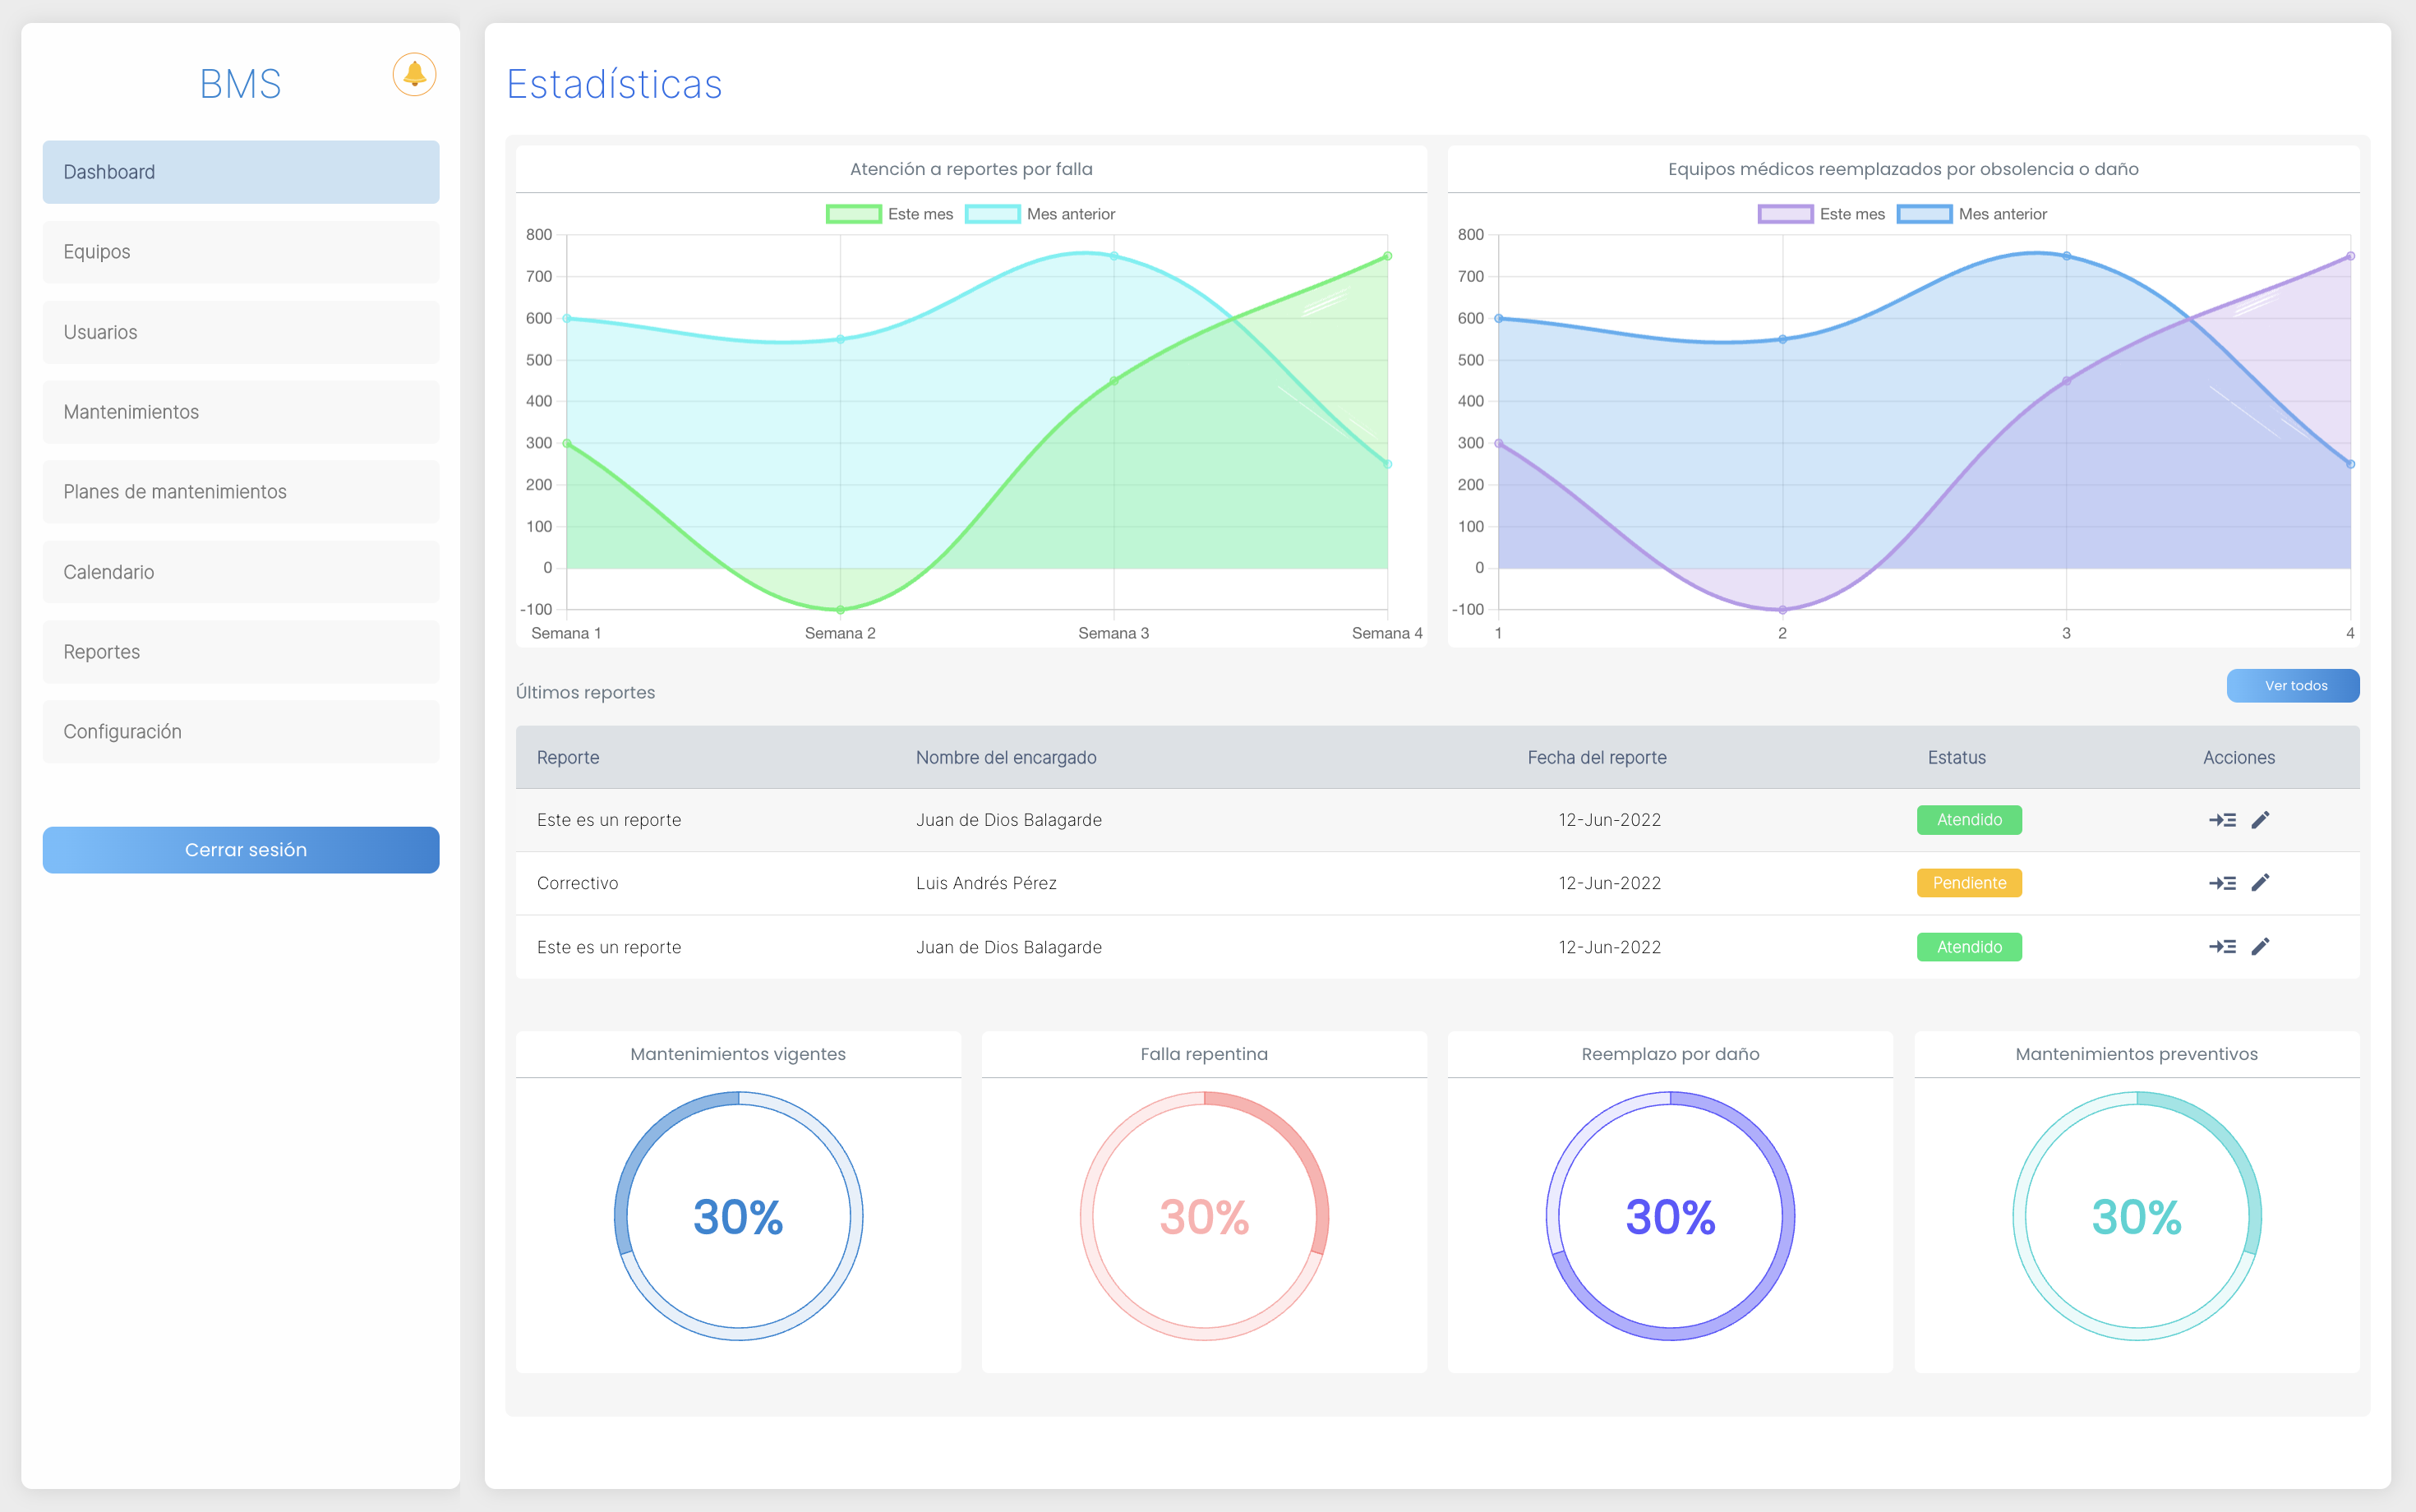 BMS
Dashboard
Equipos
Usuarios
Mantenimientos
Planes de mantenimientos
Calendario
Reportes
Configuración
Cerrar sesión
Estadísticas
Atención a reportes por falla
Este mes Mes anterior
800
700
600
500
400
300
200
100
0
-100
Semana 1 Semana 2 Semana 3 Semana 4
Equipos médicos reemplazados por obsolencia o daño
Este mes Mes anterior
800
700
600
500
400
300
200
100
0
-100
1 2 3 4
Últimos reportes
Ver todos
Reporte Nombre del encargado Fecha del reporte Estatus Acciones
Este es un reporte Juan de Dios Balagarde 12-Jun-2022 Atendido
Correctivo Luis Andrés Pérez 12-Jun-2022 Pendiente
Este es un reporte Juan de Dios Balagarde 12-Jun-2022 Atendido
Mantenimientos vigentes
30%
Falla repentina
30%
Reemplazo por daño
30%
Mantenimientos preventivos
30%